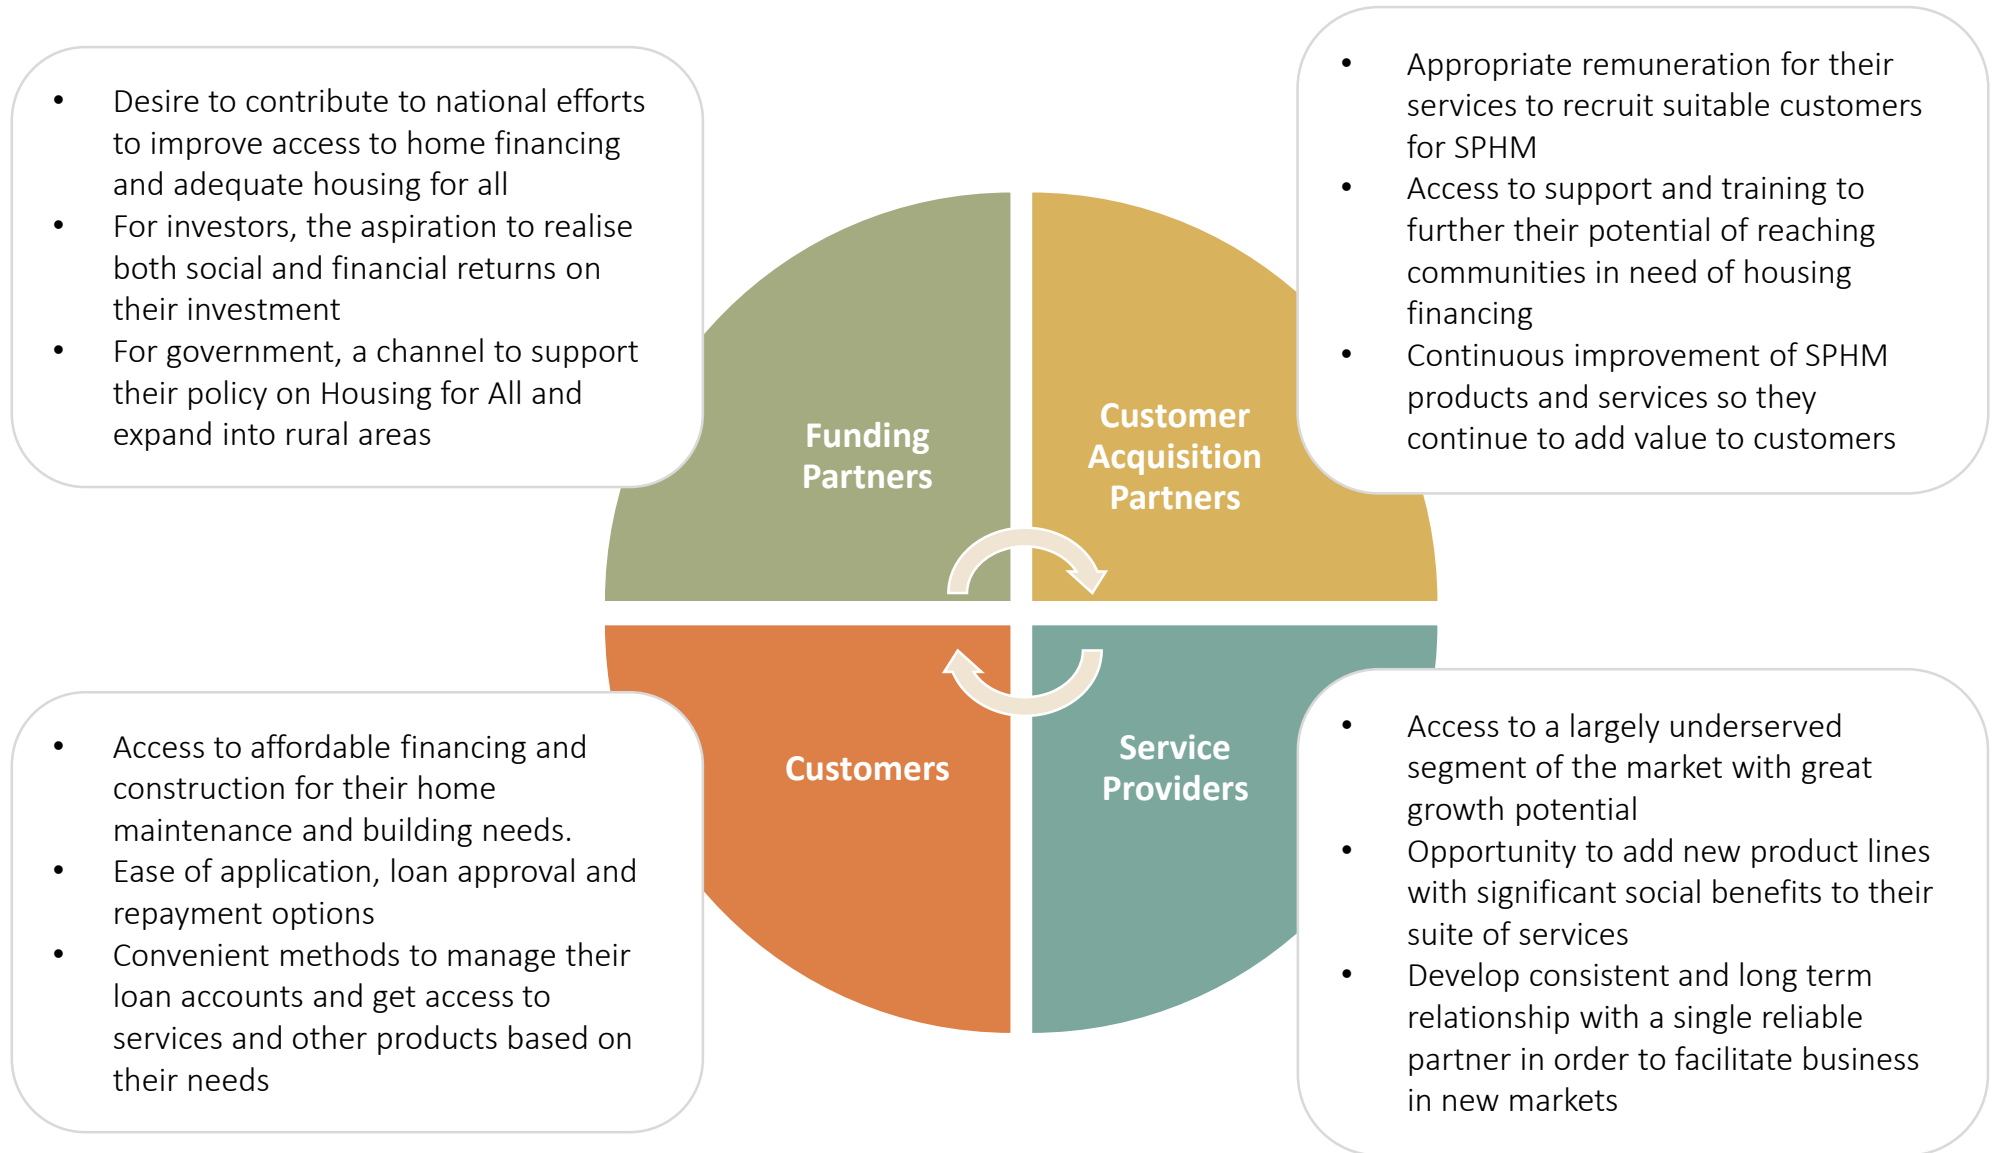 • Desire to contribute to national efforts
to improve access to home financing
and adequate housing for all
• For investors, the aspiration to realise
both social and financial returns on
their investment
• For government, a channel to support
their policy on Housing for All and
expand into rural areas
• Appropriate remuneration for their
services to recruit suitable customers
for SPHM
• Access to support and training to
further their potential of reaching
communities in need of housing
financing
• Continuous improvement of SPHM
products and services so they
continue to add value to customers
Funding
Partners
Customer
Acquisition
Partners
Customers
Service
Providers
• Access to affordable financing and
construction for their home
maintenance and building needs.
• Ease of application, loan approval and
repayment options
• Convenient methods to manage their
loan accounts and get access to
services and other products based on
their needs
• Access to a largely underserved
segment of the market with great
growth potential
• Opportunity to add new product lines
with significant social benefits to their
suite of services
• Develop consistent and long term
relationship with a single reliable
partner in order to facilitate business
in new markets